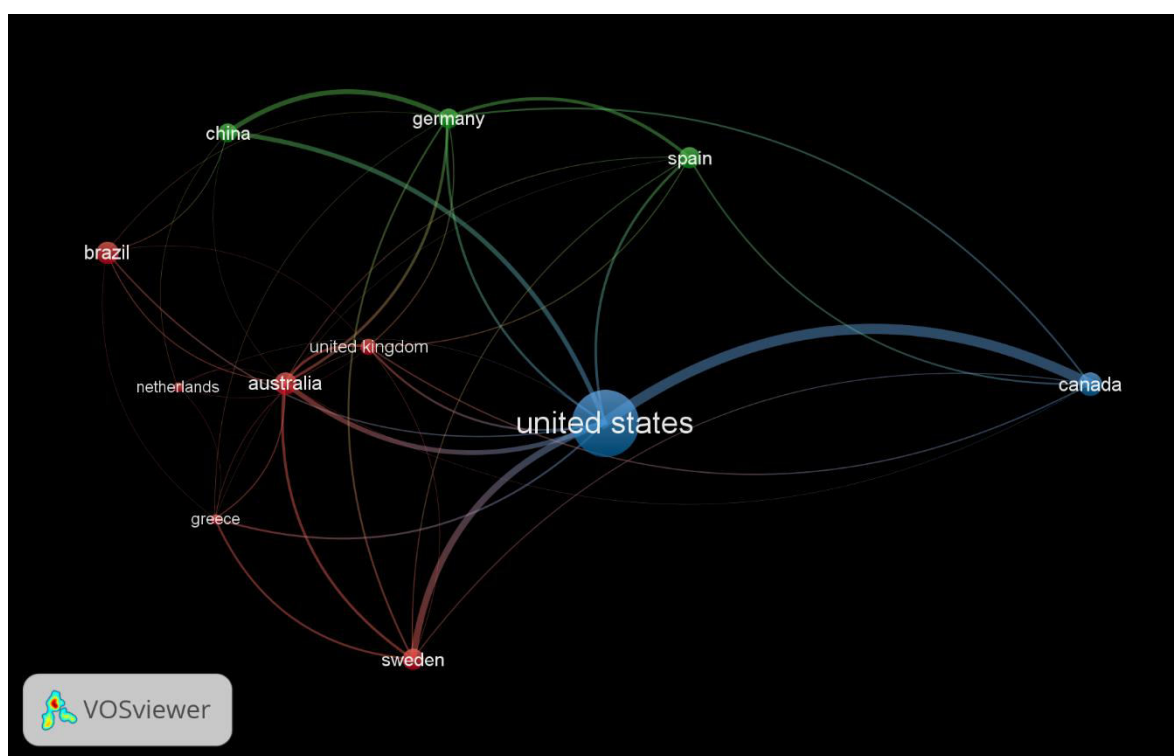 germany
china
spain
brazil
united kingdom
australia
netherlands
canada
united states
greece
sweden
VOSviewer